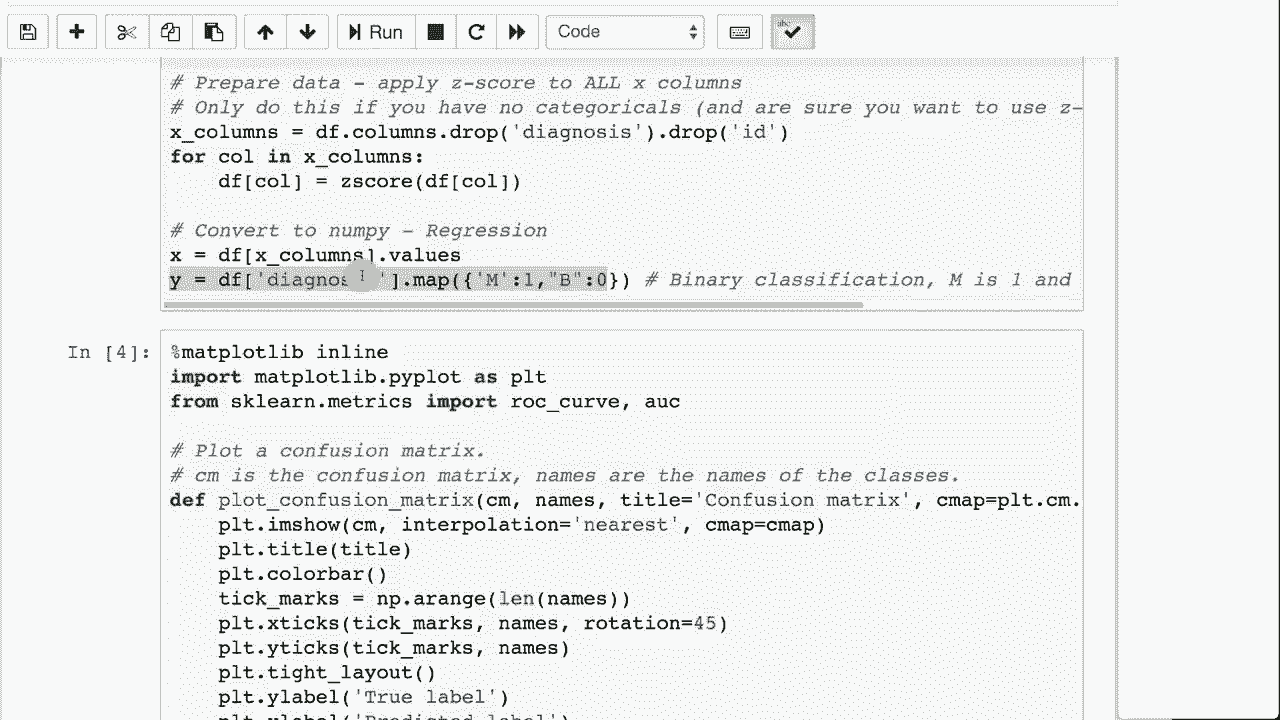 Run
Code
# Prepare data - apply z-score to ALL x columns
# Only do this if you have no categoricals (and are sure you want to use z-
x_columns = df.columns.drop('diagnosis').drop('id')
for col in x_columns:
    df[col] = zscore(df[col])
# Convert to numpy - Regression
x = df[x_columns].values
y = df['diagnosis'].map({'M':1,"B":0}) # Binary classification, M is 1 and
In [4]:
%matplotlib inline
import matplotlib.pyplot as plt
from sklearn.metrics import roc_curve, auc
# Plot a confusion matrix.
# cm is the confusion matrix, names are the names of the classes.
def plot_confusion_matrix(cm, names, title='Confusion matrix', cmap=plt.cm.
    plt.imshow(cm, interpolation='nearest', cmap=cmap)
    plt.title(title)
    plt.colorbar()
    tick_marks = np.arange(len(names))
    plt.xticks(tick_marks, names, rotation=45)
    plt.yticks(tick_marks, names)
    plt.tight_layout()
    plt.ylabel('True label')
    plt.xlabel('Predicted label')